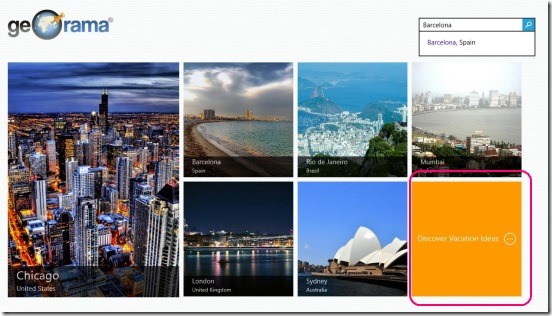 georama®
Barcelona
Barcelona, Spain
Barcelona
Spain
Rio de Janeiro
Brazil
Mumbai
Chicago
United States
London
United Kingdom
Sydney
Australia
Discover Vacation Ideas